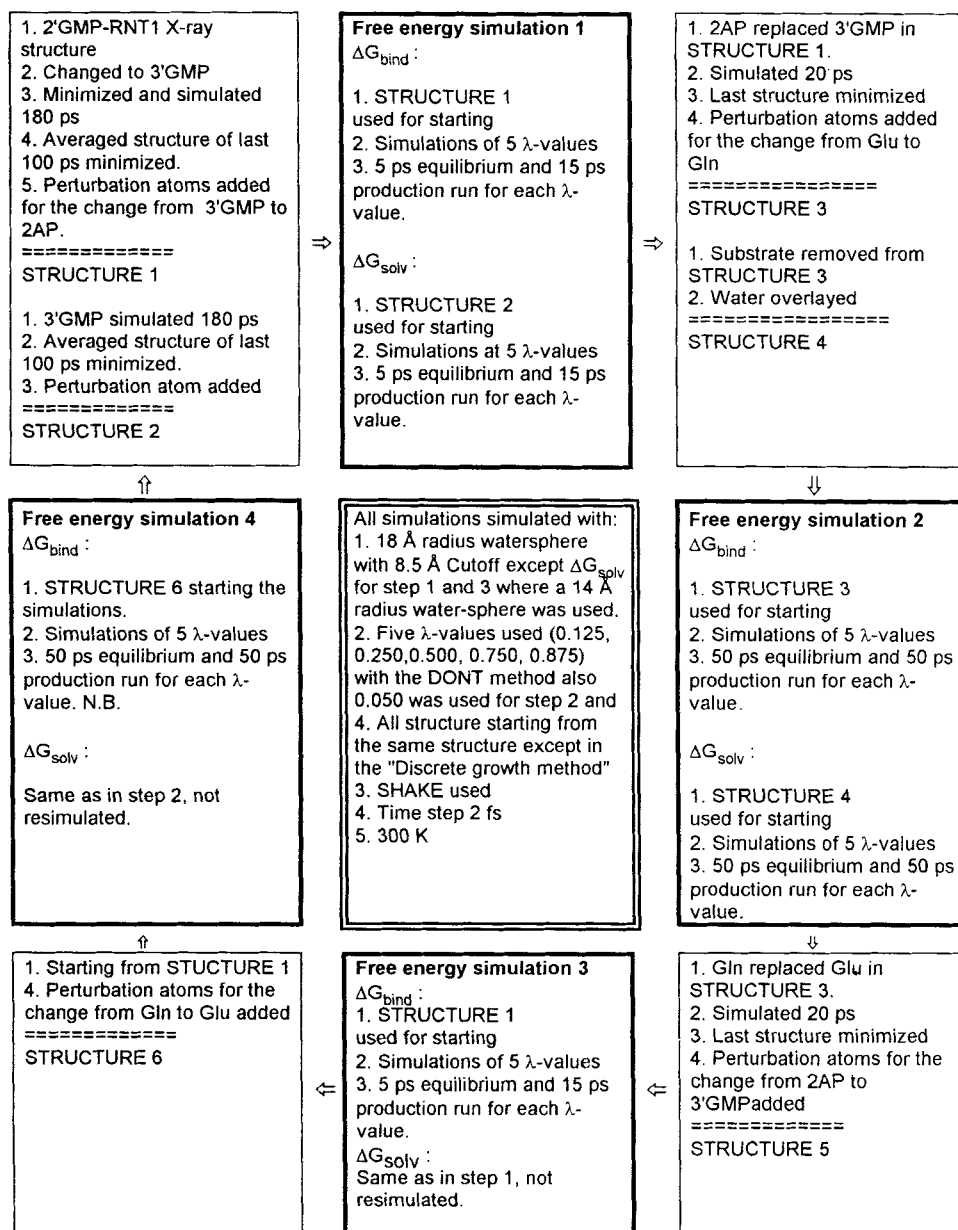 1. 2'GMP-RNT1 X-ray
structure
2. Changed to 3'GMP
3. Minimized and simulated
180 ps
4. Averaged structure of last
100 ps minimized.
5. Perturbation atoms added
for the change from 3'GMP to
2AP.
=============
STRUCTURE 1
1. 3'GMP simulated 180 ps
2. Averaged structure of last
100 ps minimized.
3. Perturbation atom added
=============
STRUCTURE 2
⇒
Free energy simulation 1
ΔGbind :
1. STRUCTURE 1
used for starting
2. Simulations of 5 λ-values
3. 5 ps equilibrium and 15 ps
production run for each λ-
value.
ΔGsolv :
1. STRUCTURE 2
used for starting
2. Simulations at 5 λ-values
3. 5 ps equilibrium and 15 ps
production run for each λ-
value.
⇒
1. 2AP replaced 3'GMP in
STRUCTURE 1.
2. Simulated 20 ps
3. Last structure minimized
4. Perturbation atoms added
for the change from Glu to
Gln
================
STRUCTURE 3
1. Substrate removed from
STRUCTURE 3
2. Water overlayed
=================
STRUCTURE 4
⇑
⇓
Free energy simulation 4
ΔGbind :
1. STRUCTURE 6 starting the
simulations.
2. Simulations of 5 λ-values
3. 50 ps equilibrium and 50 ps
production run for each λ-
value. N.B.
ΔGsolv :
Same as in step 2, not
resimulated.
All simulations simulated with:
1. 18 Å radius watersphere
with 8.5 Å Cutoff except ΔGsolv
for step 1 and 3 where a 14 Å
radius water-sphere was used.
2. Five λ-values used (0.125,
0.250,0.500, 0.750, 0.875)
with the DONT method also
0.050 was used for step 2 and
4. All structure starting from
the same structure except in
the "Discrete growth method"
3. SHAKE used
4. Time step 2 fs
5. 300 K
Free energy simulation 2
ΔGbind :
1. STRUCTURE 3
used for starting
2. Simulations of 5 λ-values
3. 50 ps equilibrium and 50 ps
production run for each λ-
value.
ΔGsolv :
1. STRUCTURE 4
used for starting
2. Simulations of 5 λ-values
3. 50 ps equilibrium and 50 ps
production run for each λ-
value.
⇑
⇓
1. Starting from STUCTURE 1
4. Perturbation atoms for the
change from Gln to Glu added
=============
STRUCTURE 6
Free energy simulation 3
ΔGbind :
1. STRUCTURE 1
used for starting
2. Simulations of 5 λ-values
3. 5 ps equilibrium and 15 ps
production run for each λ-
value.
ΔGsolv :
Same as in step 1, not
resimulated.
⇐
⇐
1. Gln replaced Glu in
STRUCTURE 3.
2. Simulated 20 ps
3. Last structure minimized
4. Perturbation atoms for the
change from 2AP to
3'GMPadded
=============
STRUCTURE 5